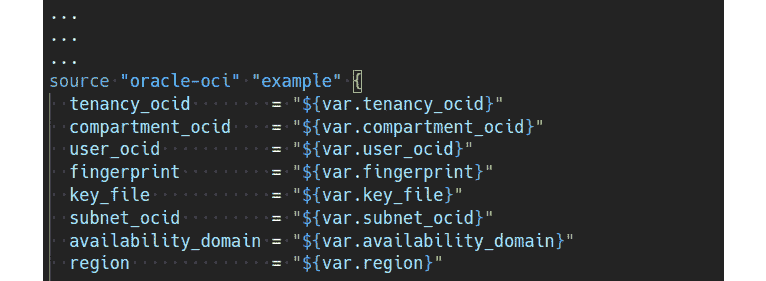 ...
...
...
source "oracle-oci" "example" {
  tenancy_ocid        = "${var.tenancy_ocid}"
  compartment_ocid    = "${var.compartment_ocid}"
  user_ocid           = "${var.user_ocid}"
  fingerprint         = "${var.fingerprint}"
  key_file            = "${var.key_file}"
  subnet_ocid         = "${var.subnet_ocid}"
  availability_domain = "${var.availability_domain}"
  region              = "${var.region}"